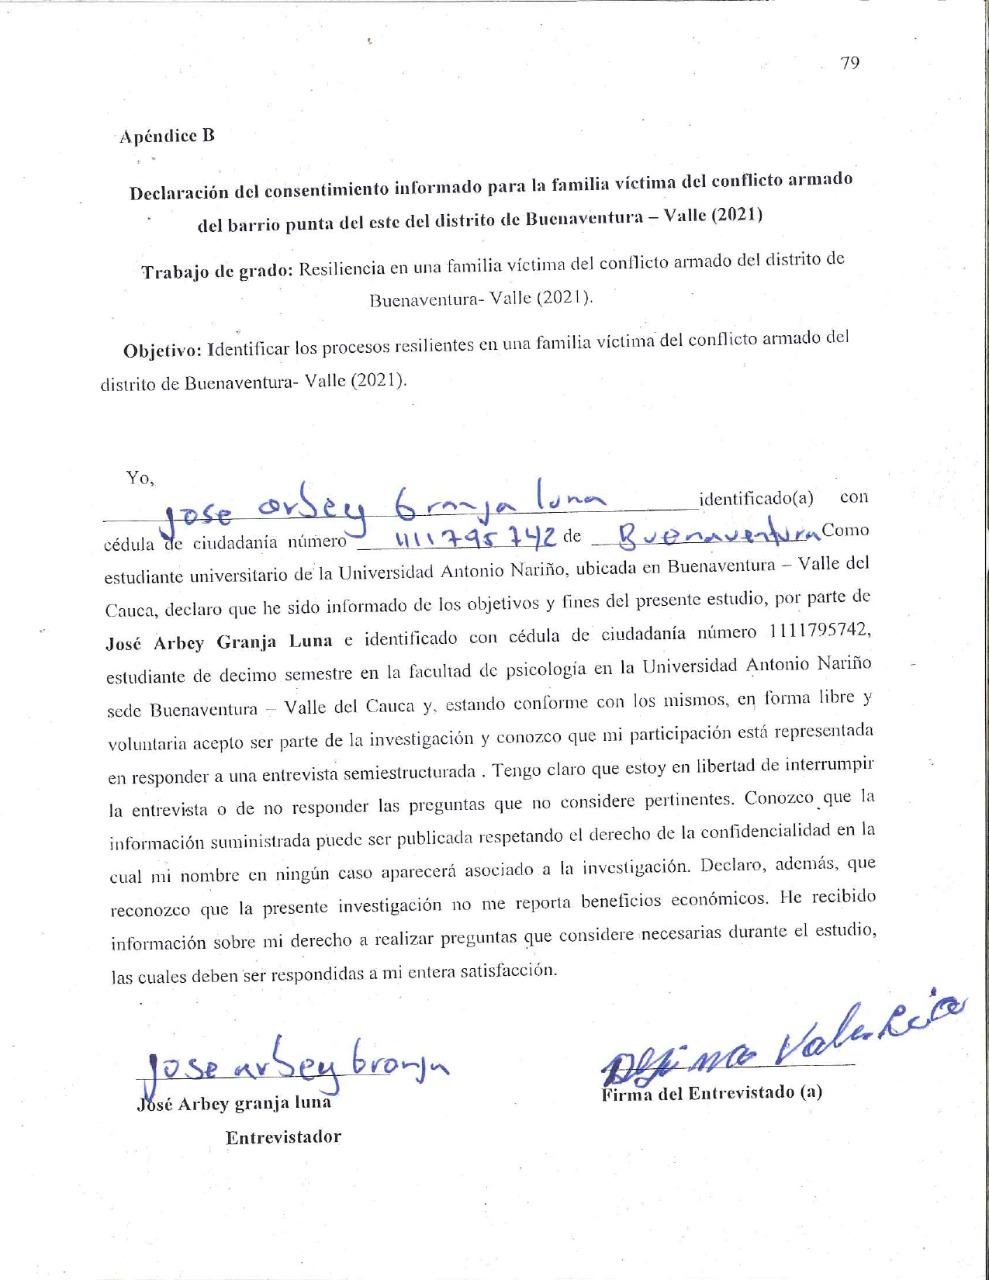 79
Apéndice B
Declaración del consentimiento informado para la familia víctima del conflicto armado
del barrio punta del este del distrito de Buenaventura – Valle (2021)
Trabajo de grado: Resiliencia en una familia víctima del conflicto armado del distrito de
Buenaventura- Valle (2021).
Objetivo: Identificar los procesos resilientes en una familia víctima del conflicto armado del
distrito de Buenaventura- Valle (2021).
Yo,
jose arbey Granja luna identificado(a) con
cédula de ciudadanía número 1111795742 de Buenaventura Como
estudiante universitario de la Universidad Antonio Nariño, ubicada en Buenaventura – Valle del
Cauca, declaro que he sido informado de los objetivos y fines del presente estudio, por parte de
José Arbey Granja Luna e identificado con cédula de ciudadanía número 1111795742,
estudiante de decimo semestre en la facultad de psicología en la Universidad Antonio Nariño
sede Buenaventura – Valle del Cauca y, estando conforme con los mismos, en forma libre y
voluntaria acepto ser parte de la investigación y conozco que mi participación está representada
en responder a una entrevista semiestructurada . Tengo claro que estoy en libertad de interrumpir
la entrevista o de no responder las preguntas que no considere pertinentes. Conozco que la
información suministrada puede ser publicada respetando el derecho de la confidencialidad en la
cual mi nombre en ningún caso aparecerá asociado a la investigación. Declaro, además, que
reconozco que la presente investigación no me reporta beneficios económicos. He recibido
información sobre mi derecho a realizar preguntas que considere necesarias durante el estudio,
las cuales deben ser respondidas a mi entera satisfacción.
jose arbey Granja Valencia
José Arbey granja luna Firma del Entrevistado (a)
Entrevistador